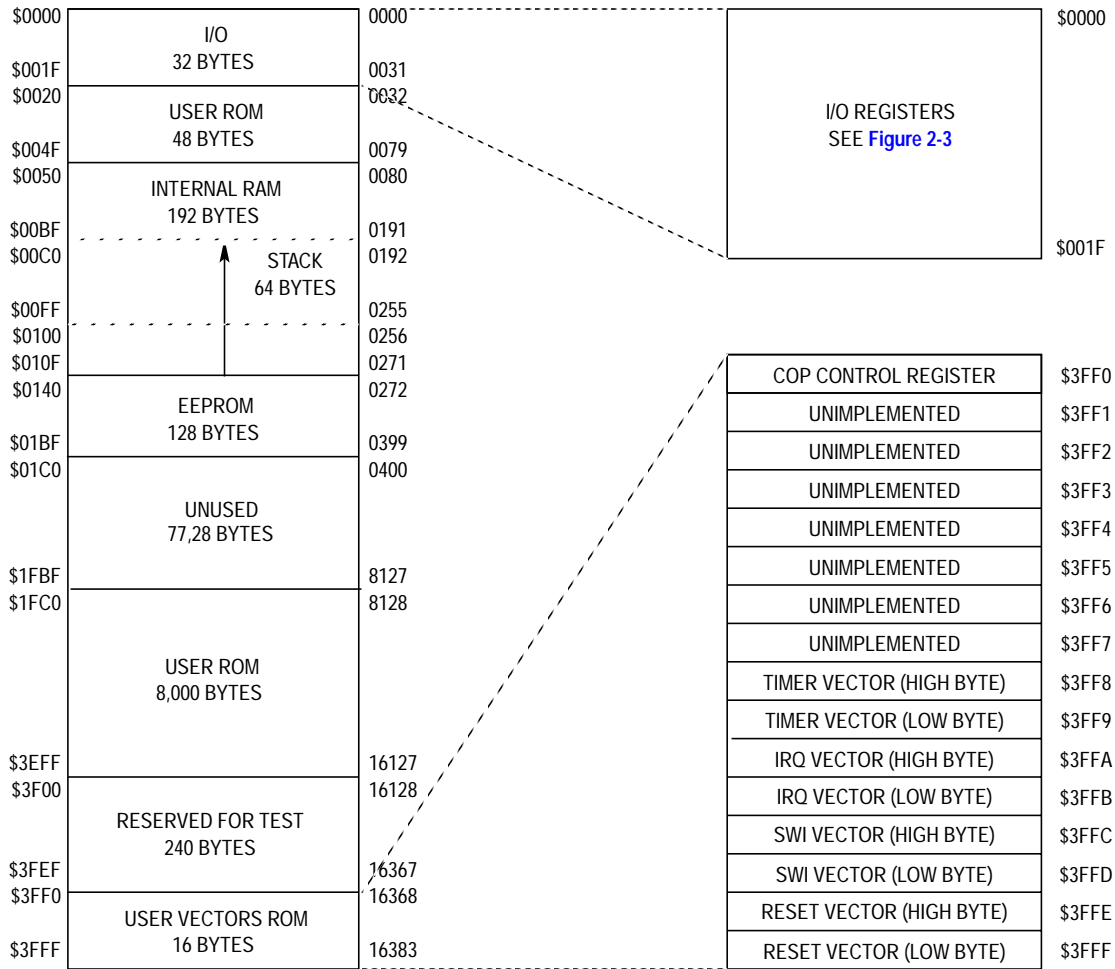 $0000
I/O
32 BYTES
0000
$001F
0031
$0020
USER ROM
48 BYTES
0032
$004F
0079
$0050
INTERNAL RAM
192 BYTES
0080
$00BF
0191
$00C0
STACK
64 BYTES
0192
$00FF
0255
$0100
0256
$010F
0271
$0140
EEPROM
128 BYTES
0272
$01BF
0399
$01C0
UNUSED
77,28 BYTES
0400
$1FBF
8127
$1FC0
USER ROM
8,000 BYTES
8128
$3EFF
16127
$3F00
RESERVED FOR TEST
240 BYTES
16128
$3FEF
16367
$3FF0
USER VECTORS ROM
16 BYTES
16368
$3FFF
16383
$0000
I/O REGISTERS
SEE Figure 2-3
$001F
COP CONTROL REGISTER $3FF0
UNIMPLEMENTED $3FF1
UNIMPLEMENTED $3FF2
UNIMPLEMENTED $3FF3
UNIMPLEMENTED $3FF4
UNIMPLEMENTED $3FF5
UNIMPLEMENTED $3FF6
UNIMPLEMENTED $3FF7
TIMER VECTOR (HIGH BYTE) $3FF8
TIMER VECTOR (LOW BYTE) $3FF9
IRQ VECTOR (HIGH BYTE) $3FFA
IRQ VECTOR (LOW BYTE) $3FFB
SWI VECTOR (HIGH BYTE) $3FFC
SWI VECTOR (LOW BYTE) $3FFD
RESET VECTOR (HIGH BYTE) $3FFE
RESET VECTOR (LOW BYTE) $3FFF